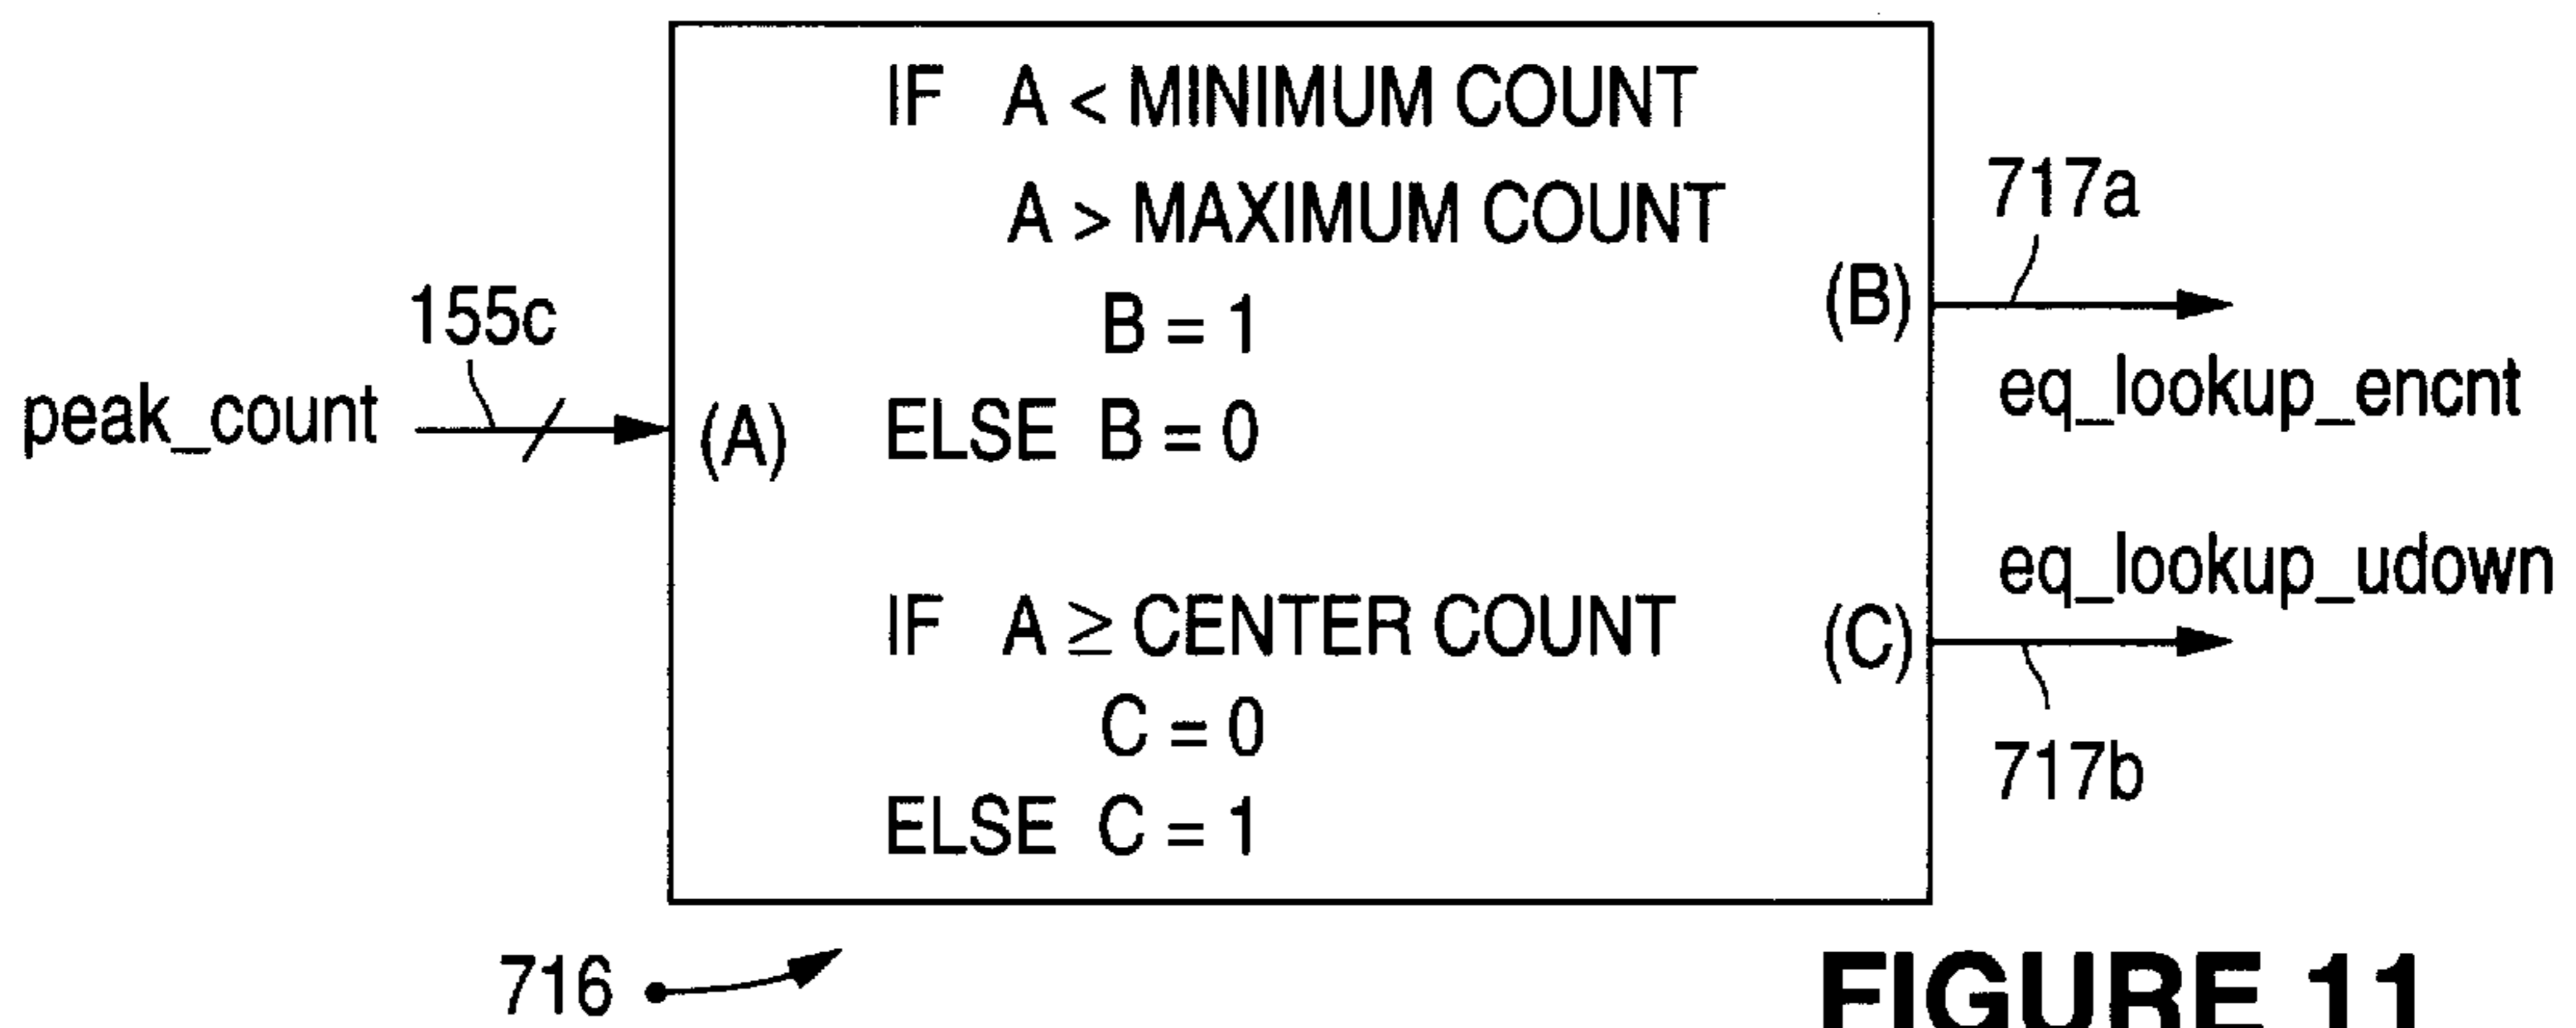 IF A < MINIMUM COUNT
A > MAXIMUM COUNT
B = 1
ELSE B = 0
IF A ≥ CENTER COUNT
C = 0
ELSE C = 1
155c
peak_count
(A)
(B)
717a
eq_lookup_encnt
eq_lookup_udown
(C)
717b
716
FIGURE 11